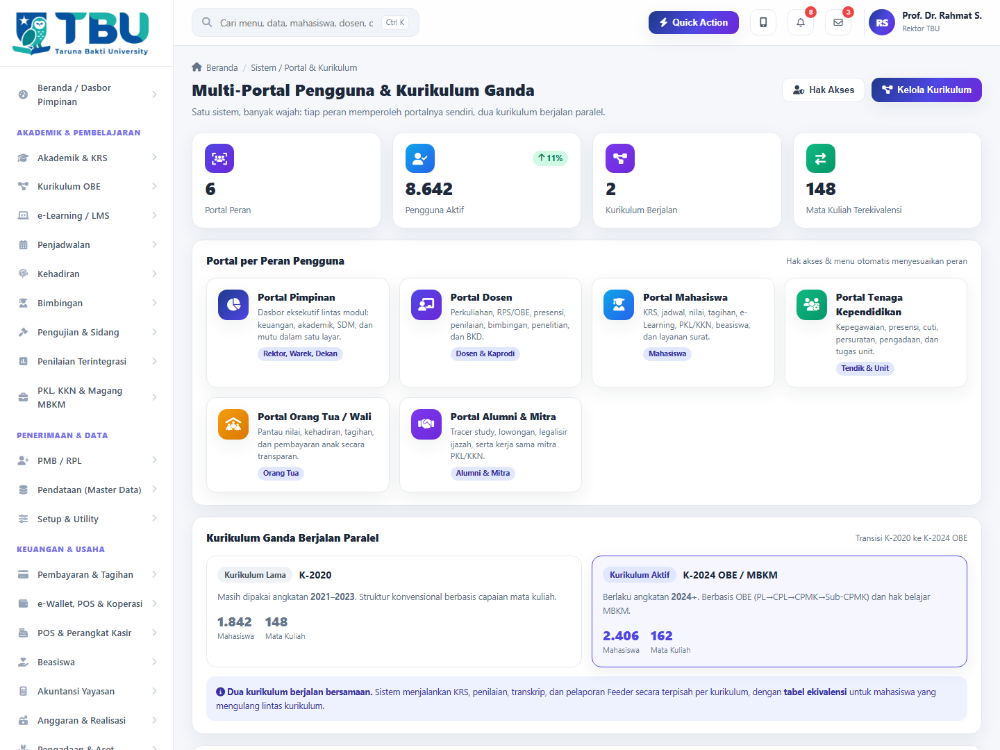 TBU
Taruna Bakti University
Cari menu, data, mahasiswa, dosen, c
Ctrl K
Quick Action
8
3
RS
Prof. Dr. Rahmat S.
Rektor TBU
Beranda / Dasbor Pimpinan
AKADEMIK & PEMBELAJARAN
Akademik & KRS
Kurikulum OBE
e-Learning / LMS
Penjadwalan
Kehadiran
Bimbingan
Pengujian & Sidang
Penilaian Terintegrasi
PKL, KKN & Magang MBKM
PENERIMAAN & DATA
PMB / RPL
Pendataan (Master Data)
Setup & Utility
KEUANGAN & USAHA
Pembayaran & Tagihan
e-Wallet, POS & Koperasi
POS & Perangkat Kasir
Beasiswa
Akuntansi Yayasan
Anggaran & Realisasi
Pengadaan & Aset
Beranda / Sistem / Portal & Kurikulum
Multi-Portal Pengguna & Kurikulum Ganda
Satu sistem, banyak wajah: tiap peran memperoleh portalnya sendiri, dua kurikulum berjalan paralel.
Hak Akses
Kelola Kurikulum
6
Portal Peran
11%
8.642
Pengguna Aktif
2
Kurikulum Berjalan
148
Mata Kuliah Terekivalensi
Portal per Peran Pengguna
Hak akses & menu otomatis menyesuaikan peran
Portal Pimpinan
Dasbor eksekutif lintas modul:
keuangan, akademik, SDM, dan
mutu dalam satu layar.
Rektor, Warek, Dekan
Portal Dosen
Perkuliahan, RPS/OBE, presensi,
penilaian, bimbingan, penelitian,
dan BKD.
Dosen & Kaprodi
Portal Mahasiswa
KRS, jadwal, nilai, tagihan, e-
Learning, PKL/KKN, beasiswa,
dan layanan surat.
Mahasiswa
Portal Tenaga
Kependidikan
Kepegawaian, presensi, cuti,
persuratan, pengadaan, dan
tugas unit.
Tendik & Unit
Portal Orang Tua / Wali
Pantau nilai, kehadiran, tagihan,
dan pembayaran anak secara
transparan.
Orang Tua
Portal Alumni & Mitra
Tracer study, lowongan, legalisir
ijazah, serta kerja sama mitra
PKL/KKN.
Alumni & Mitra
Kurikulum Ganda Berjalan Paralel
Transisi K-2020 ke K-2024 OBE
Kurikulum Lama K-2020
Masih dipakai angkatan 2021–2023. Struktur konvensional berbasis capaian mata kuliah.
1.842 148
Mahasiswa Mata Kuliah
Kurikulum Aktif K-2024 OBE / MBKM
Berlaku angkatan 2024+. Berbasis OBE (PL→CPL→CPMK→Sub-CPMK) dan hak belajar
MBKM.
2.406 162
Mahasiswa Mata Kuliah
Dua kurikulum berjalan bersamaan. Sistem menjalankan KRS, penilaian, transkrip, dan pelaporan Feeder secara terpisah per kurikulum, dengan tabel ekivalensi untuk mahasiswa yang
mengulang lintas kurikulum.